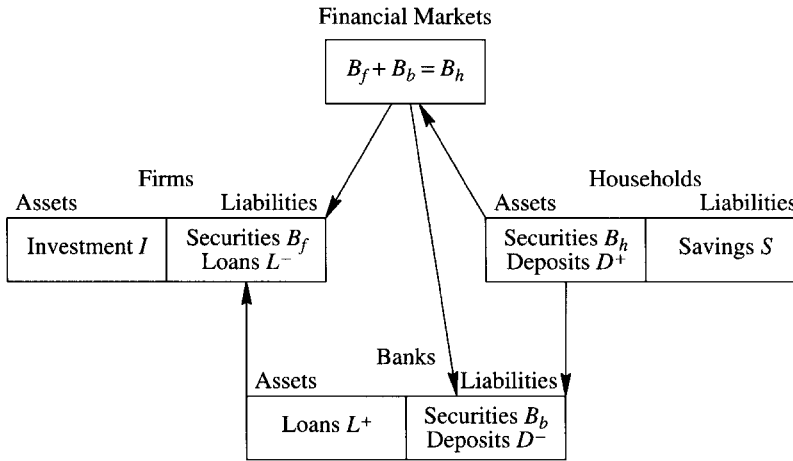 Financial Markets
B_f + B_b = B_h
Firms
Households
Assets
Liabilities
Assets
Liabilities
Investment I
Securities B_f
Loans L⁻
Securities B_h
Deposits D⁺
Savings S
Banks
Assets
Liabilities
Loans L⁺
Securities B_b
Deposits D⁻